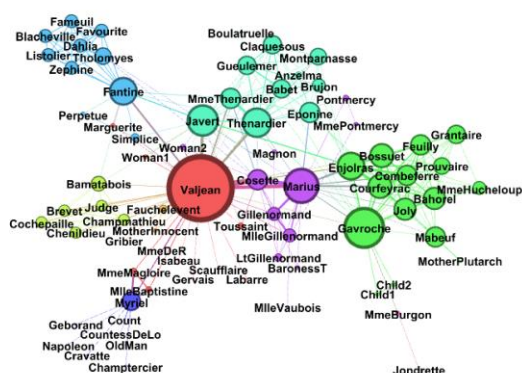 Fameuil
Favourite
Blacheville
Dahlia
Listolier
Tholomyes
Zephine
Fantine
Perpetue
Marguerite
Simplice
Boulatruelle
Claquesous
Montparnasse
Gueulemer
Anzelma
Babet
Brujon
MmeThenardier
Javert
Thenardier
Eponine
Pontmercy
MmePontmercy
Woman2
Woman1
Magnon
Valjean
Cosette
Marius
Grantaire
Feuilly
Bossuet
Enjolras
Combeferre
Prouvaire
Courfeyrac
MmeHucheloup
Bahorel
Joly
Gavroche
Mabeuf
MotherPlutarch
Bamatabois
Brevet
Judge
Fauchelevent
Champmathieu
Cochepaille
Chenildieu
MotherInnocent
Toussaint
Gribier
Gillenormand
MlleGillenormand
MmeDeR
Isabeau
LtGillenormand
MmeMagloire
Gervais
Scaufflaire
BaronessT
Labarre
MlleBaptistine
Myriel
MlleVaubois
Child2
Child1
MmeBurgon
Geborand
Count
CountessDeLo
Napoleon
OldMan
Cravatte
Champtercier
Jondrette